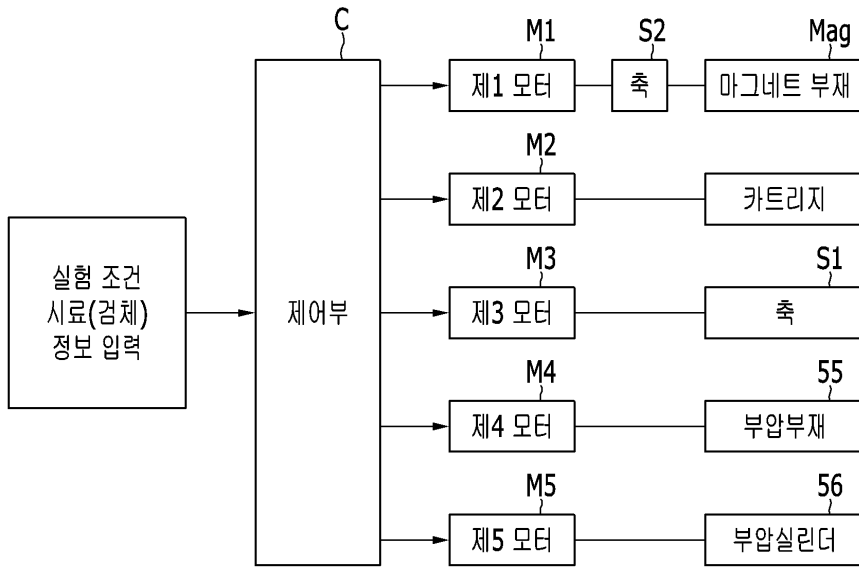 C
M1
S2
Mag
제1 모터
축
마그네트 부재
M2
제2 모터
카트리지
실험 조건
시료(검체)
정보 입력
제어부
M3
S1
제3 모터
축
M4
55
제4 모터
부압부재
M5
56
제5 모터
부압실린더